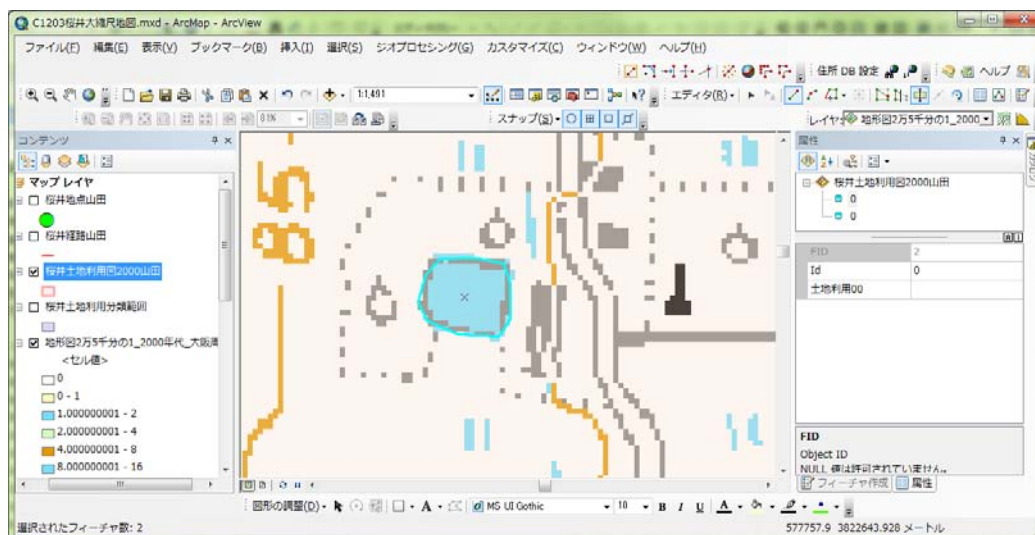 C1203桜井大縮尺地図.mxd - ArcMap - ArcView
ファイル(F) 編集(E) 表示(V) ブックマーク(B) 挿入(I) 選択(S) ジオプロセシング(G) カスタマイズ(C) ウィンドウ(W) ヘルプ(H)
住所 DB 設定 ヘルプ
1:1,491 エディタ(R)
81% スナップ(S) レイヤ: 地形図2万5千分の1_2000
コンテンツ
マップ レイヤ
桜井地点山田
桜井経路山田
桜井土地利用図2000山田
桜井土地利用分類範囲
地形図2万5千分の1_2000年代_大阪
<セル値>
0
0 - 1
1.000000001 - 2
2.000000001 - 4
4.000000001 - 8
8.000000001 - 16
68
属性
桜井土地利用図2000山田
0
0
FID 2
Id 0
土地利用00
FID
Object ID
NULL 値は許可されていません。
フィーチャ作成 属性
図形の調整(D) A MS UI Gothic 10 B I U A
選択されたフィーチャ数: 2
577757.9 3822643.928 メートル